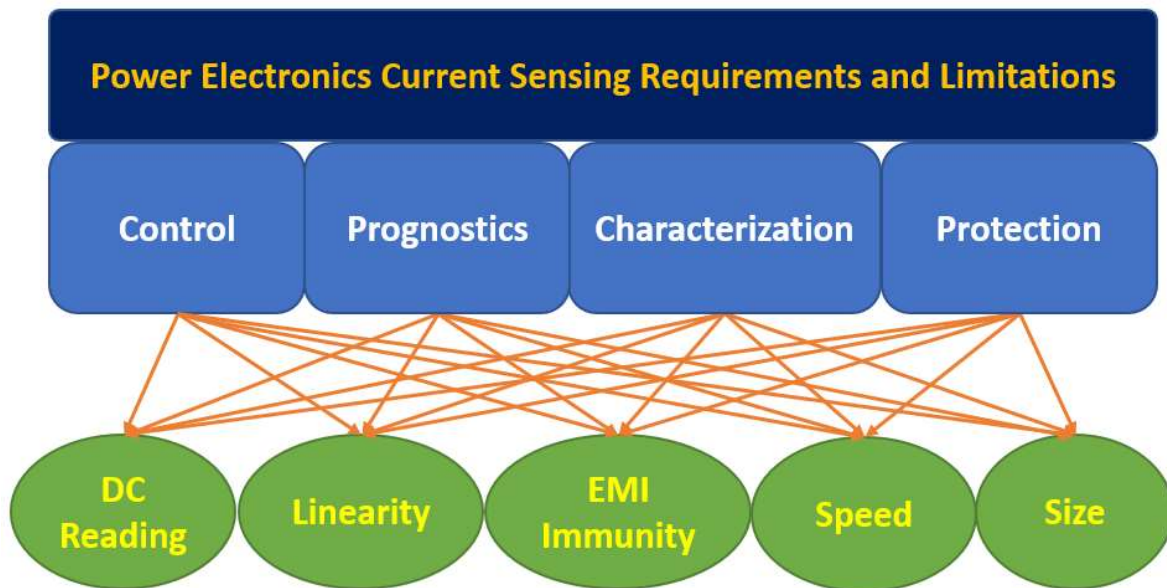 Power Electronics Current Sensing Requirements and Limitations
Control
Prognostics
Characterization
Protection
DC
Reading
Linearity
EMI
Immunity
Speed
Size